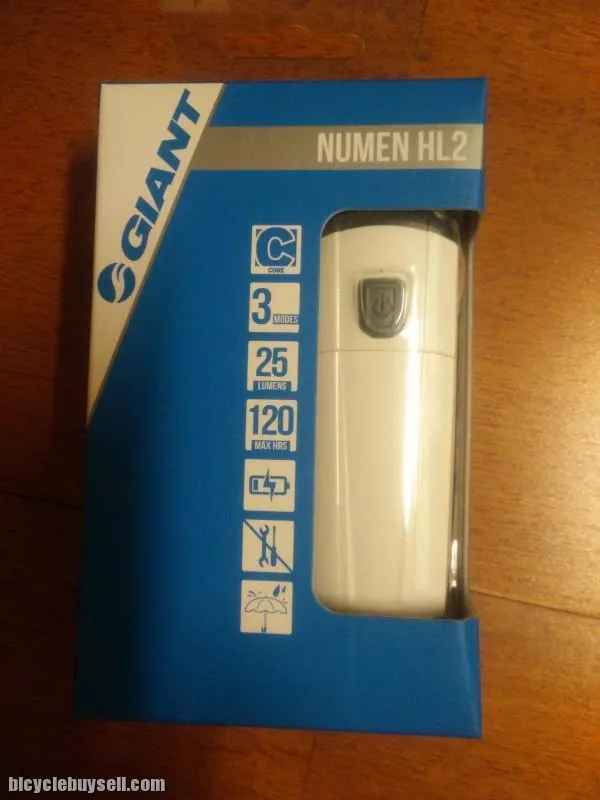 GIANT
NUMEN HL2
C
CORE
3 MODES
25
LUMENS
120
MAX HRS
bicyclebuysell.com